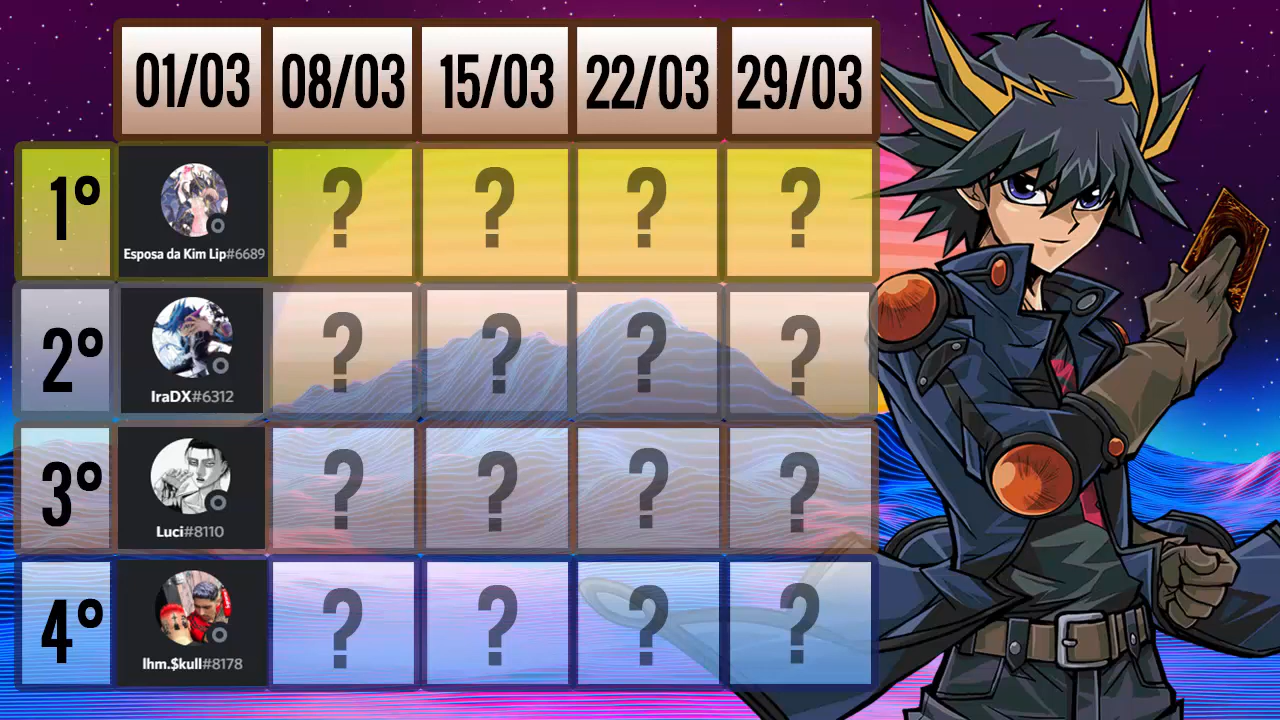 01/03 08/03 15/03 22/03 29/03
1º ? ? ? ?
Esposa da Kim Lip#6689
2º ? ? ? ?
IraDX#6312
3º ? ? ? ?
Luci#8110
4º ? ? ? ?
lhm.$kull#8178